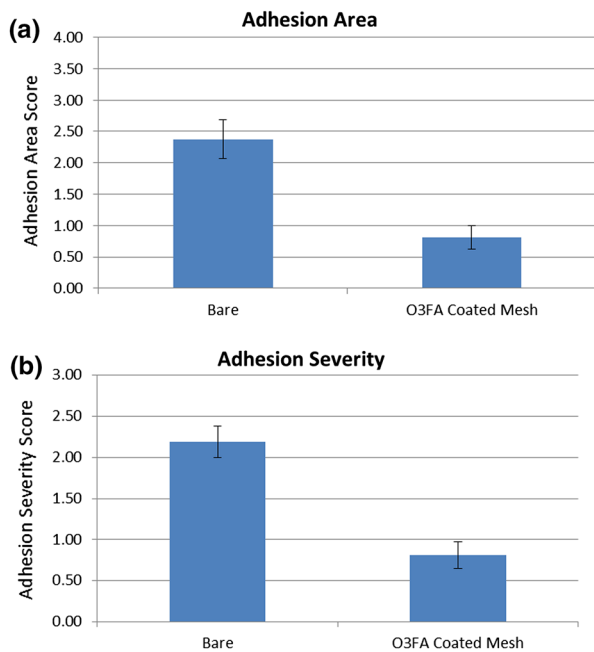 (a)
Adhesion Area
Adhesion Area Score
4.00
3.50
3.00
2.50
2.00
1.50
1.00
0.50
0.00
Bare O3FA Coated Mesh
(b)
Adhesion Severity
Adhesion Severity Score
3.00
2.50
2.00
1.50
1.00
0.50
0.00
Bare O3FA Coated Mesh